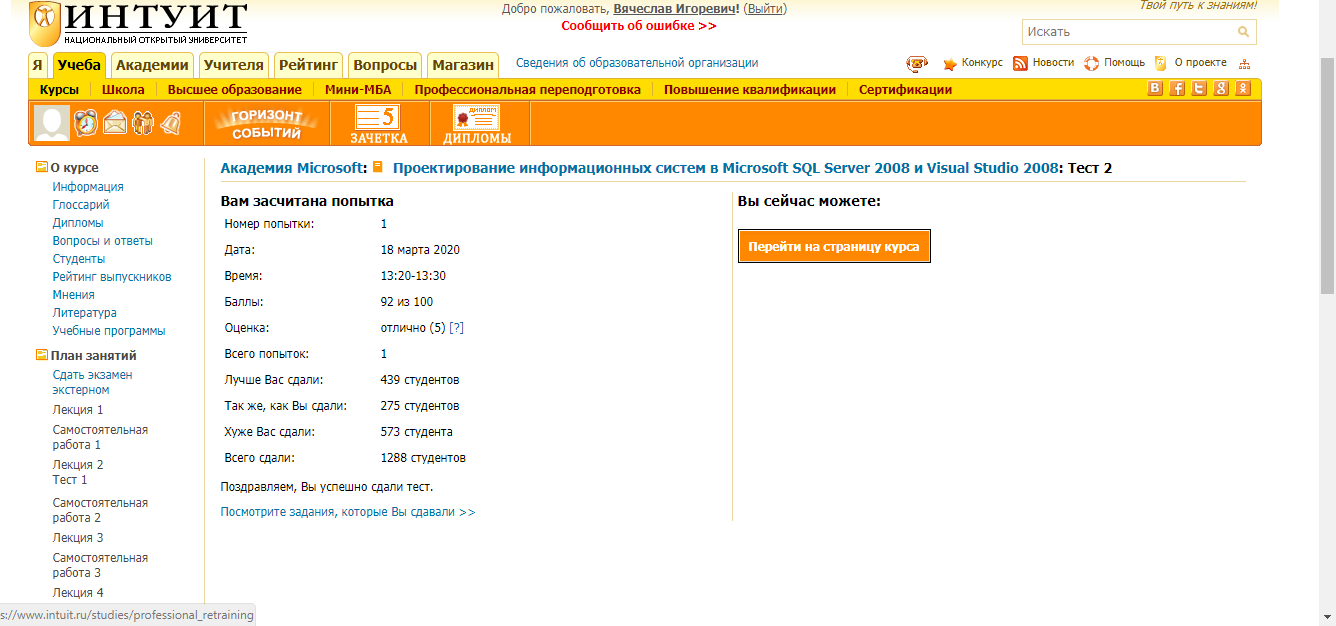 ИНТУИТ
НАЦИОНАЛЬНЫЙ ОТКРЫТЫЙ УНИВЕРСИТЕТ
Добро пожаловать, Вячеслав Игоревич! (Выйти)
Сообщить об ошибке >>
Твой путь к знаниям!
Искать
Я Учеба Академии Учителя Рейтинг Вопросы Магазин Сведения об образовательной организации Конкурс Новости Помощь О проекте
Курсы Школа Высшее образование Мини-МБА Профессиональная переподготовка Повышение квалификации Сертификации
ГОРИЗОНТ
СОБЫТИЙ
5
ЗАЧЕТКА
ДИПЛОМ
ДИПЛОМЫ
О курсе
Информация
Глоссарий
Дипломы
Вопросы и ответы
Студенты
Рейтинг выпускников
Мнения
Литература
Учебные программы
План занятий
Сдать экзамен
экстерном
Лекция 1
Самостоятельная
работа 1
Лекция 2
Тест 1
Самостоятельная
работа 2
Лекция 3
Самостоятельная
работа 3
Лекция 4
Академия Microsoft: Проектирование информационных систем в Microsoft SQL Server 2008 и Visual Studio 2008: Тест 2
Вам засчитана попытка
Номер попытки: 1
Дата: 18 марта 2020
Время: 13:20-13:30
Баллы: 92 из 100
Оценка: отлично (5) [?]
Всего попыток: 1
Лучше Вас сдали: 439 студентов
Так же, как Вы сдали: 275 студентов
Хуже Вас сдали: 573 студента
Всего сдали: 1288 студентов
Поздравляем, Вы успешно сдали тест.
Посмотрите задания, которые Вы сдавали >>
Вы сейчас можете:
Перейти на страницу курса
s://www.intuit.ru/studies/professional_retraining